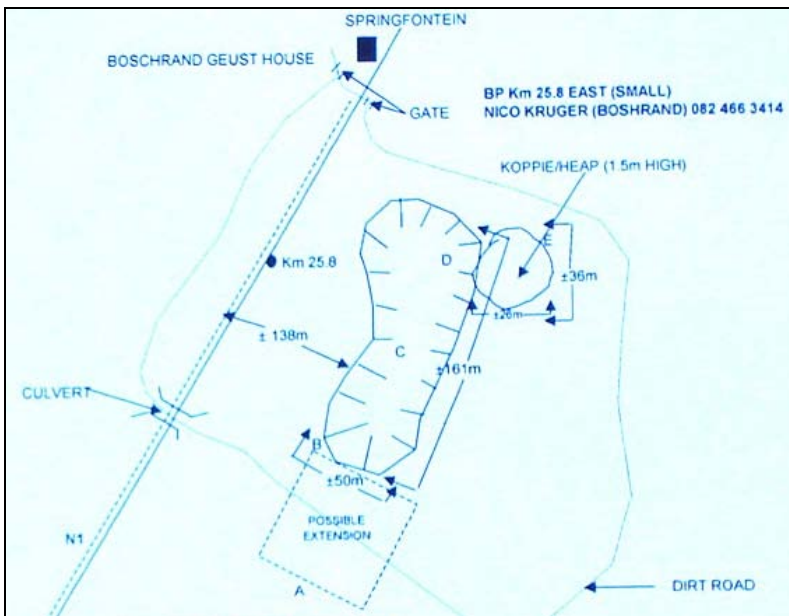 SPRINGFONTEIN
BOSCHRAND GEUST HOUSE
GATE
BP Km 25.8 EAST (SMALL)
NICO KRUGER (BOSHRAND) 082 466 3414
KOPPIE/HEAP (1.5m HIGH)
E
D
Km 25.8
±36m
±26m
± 138m
C
±161m
CULVERT
B
±50m
POSSIBLE
EXTENSION
N1
A
DIRT ROAD